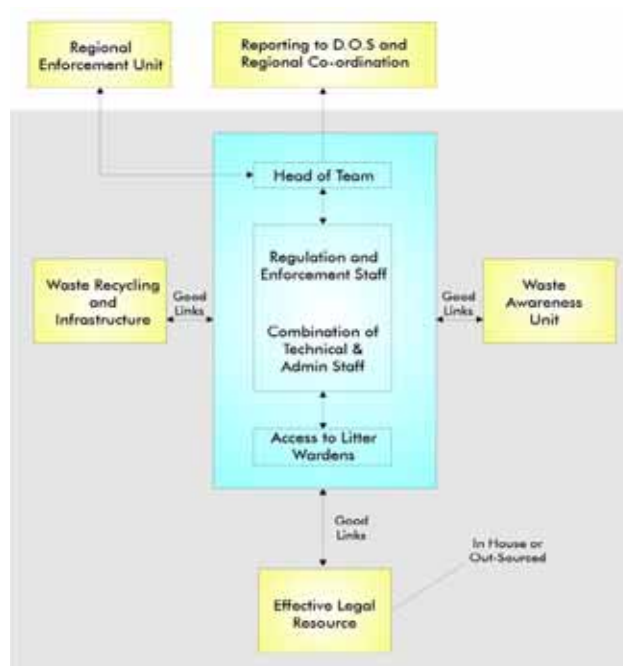 Regional
Enforcement Unit
Reporting to D.O.S and
Regional Co-ordination
Head of Team
Regulation and
Enforcement Staff
Combination of
Technical &
Admin Staff
Access to Litter
Wardens
Waste Recycling
and
Infrastructure
Good
Links
Good
Links
Waste
Awareness
Unit
Good
Links
In House or
Out-Sourced
Effective Legal
Resource